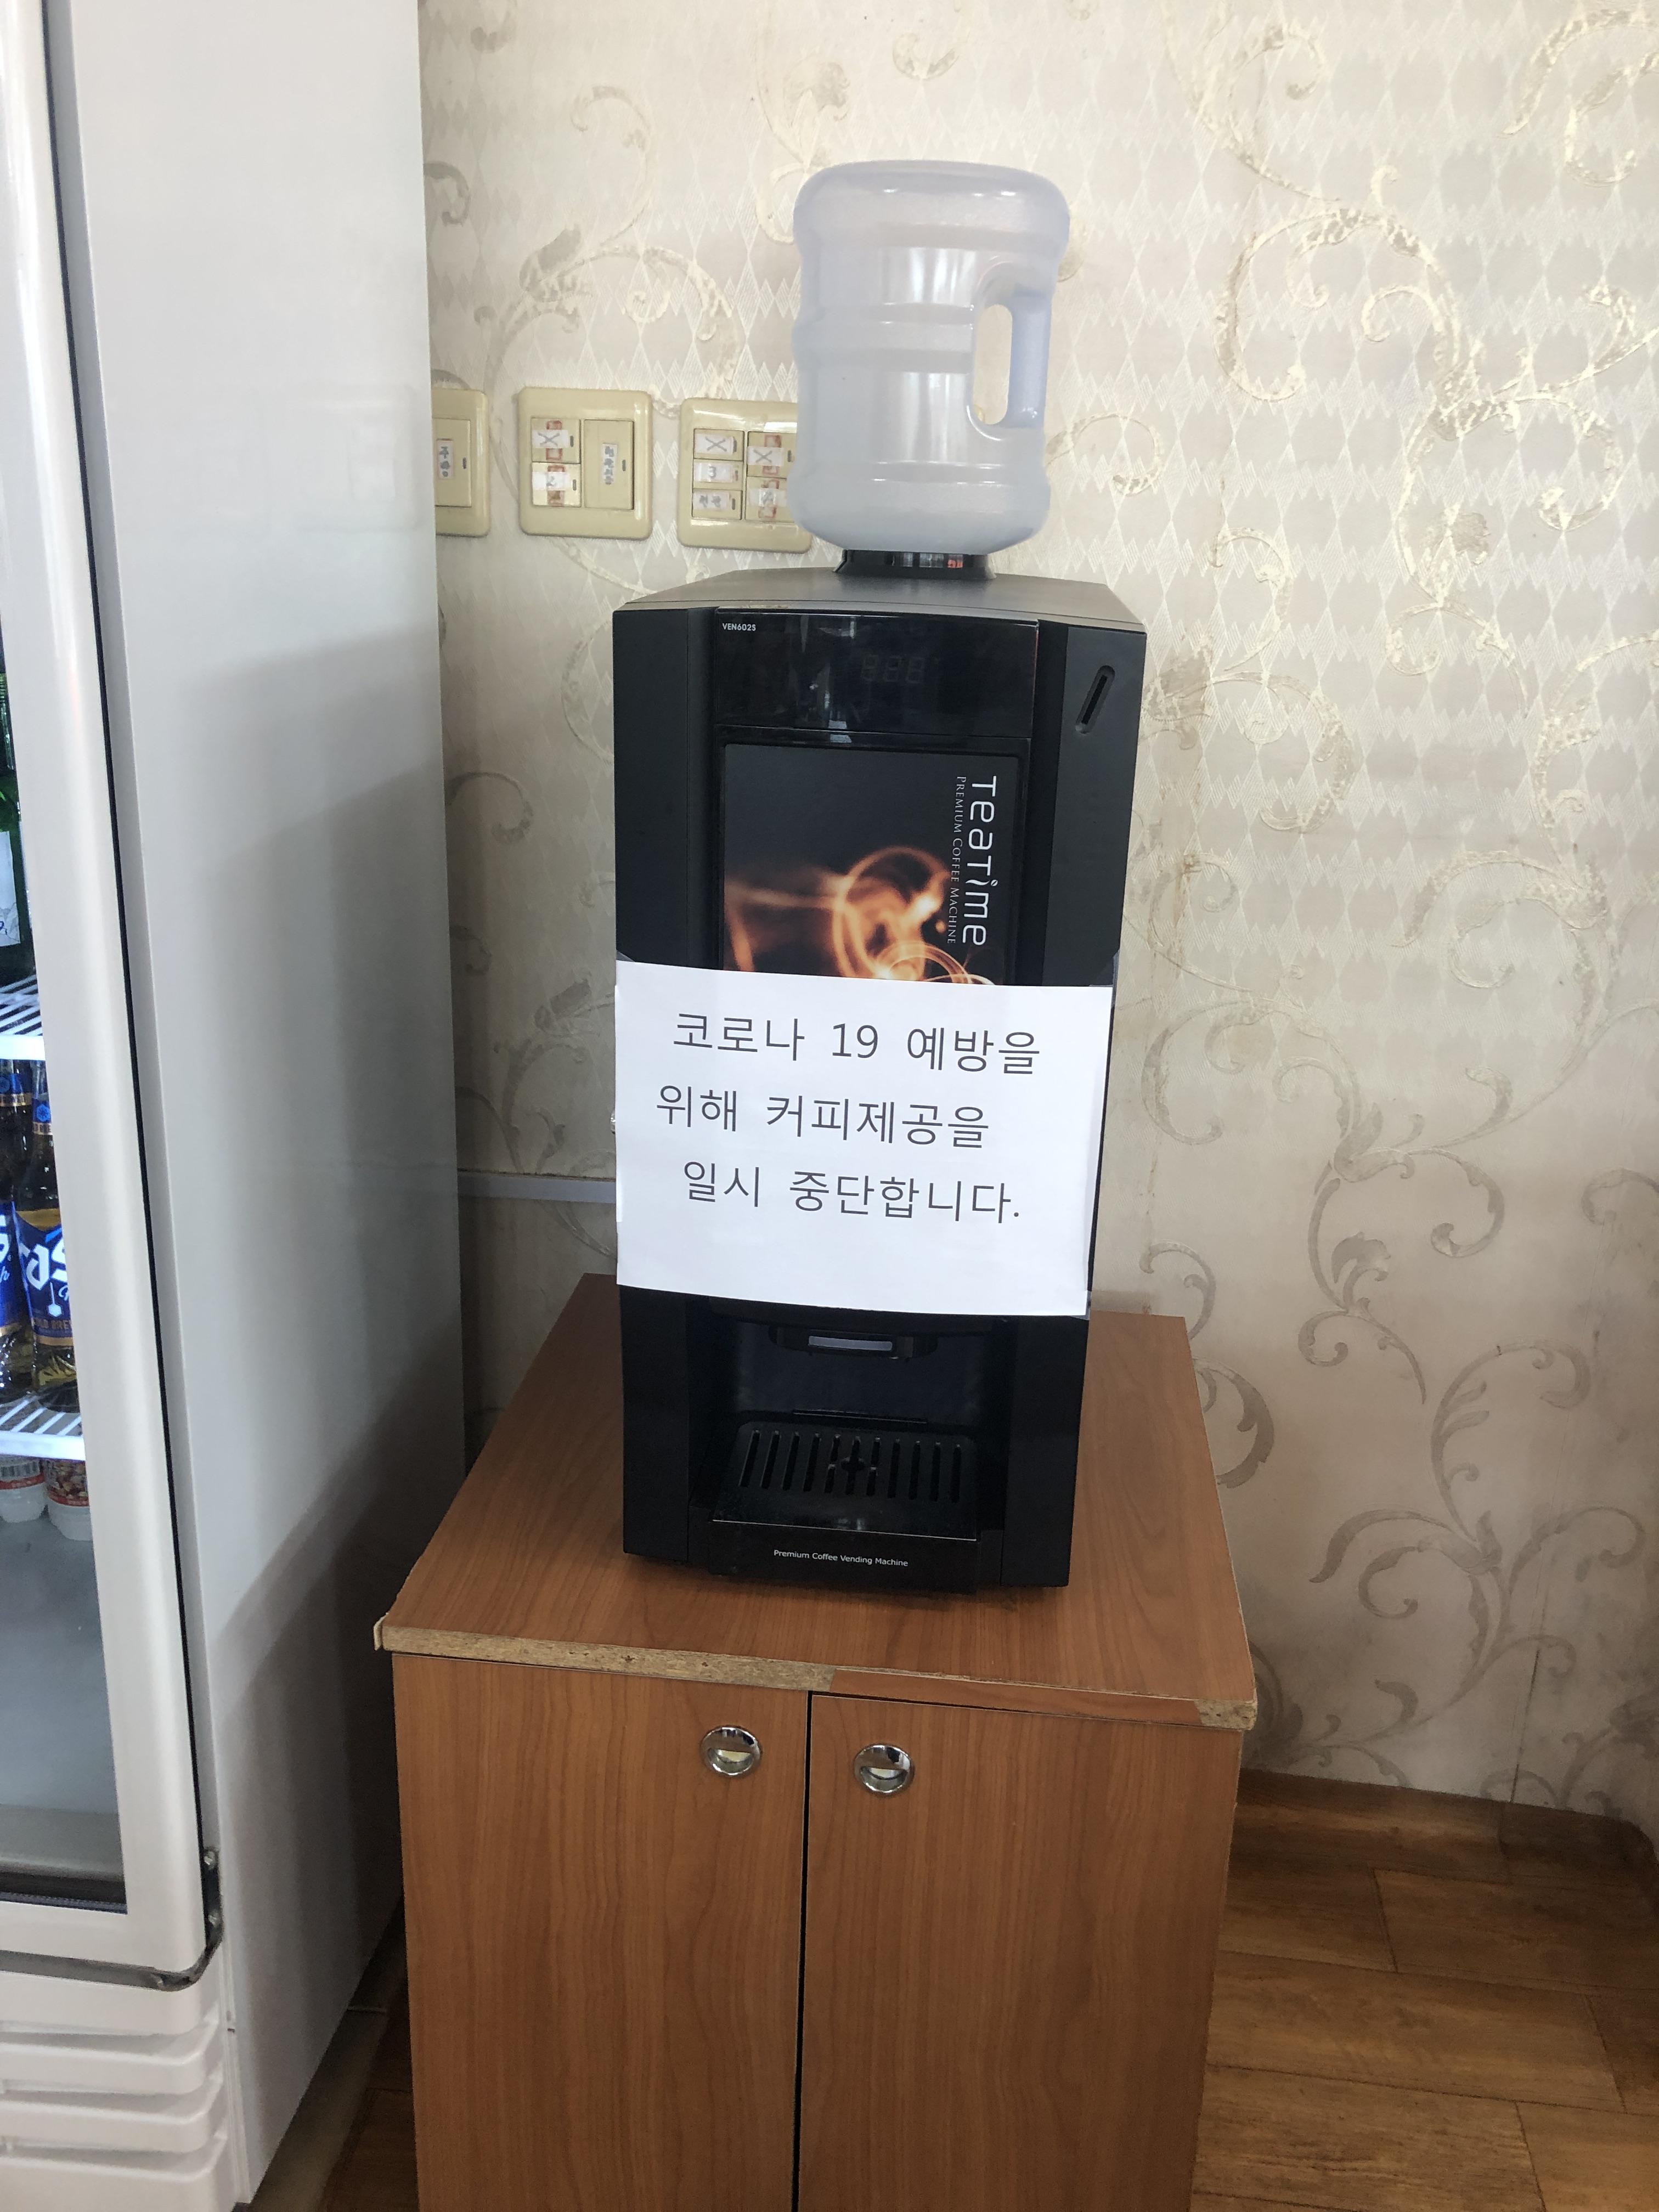 VEN602S
TeaTime
PREMIUM COFFEE MACHINE
코로나 19 예방을
위해 커피제공을
일시 중단합니다.
Premium Coffee Vending Machine